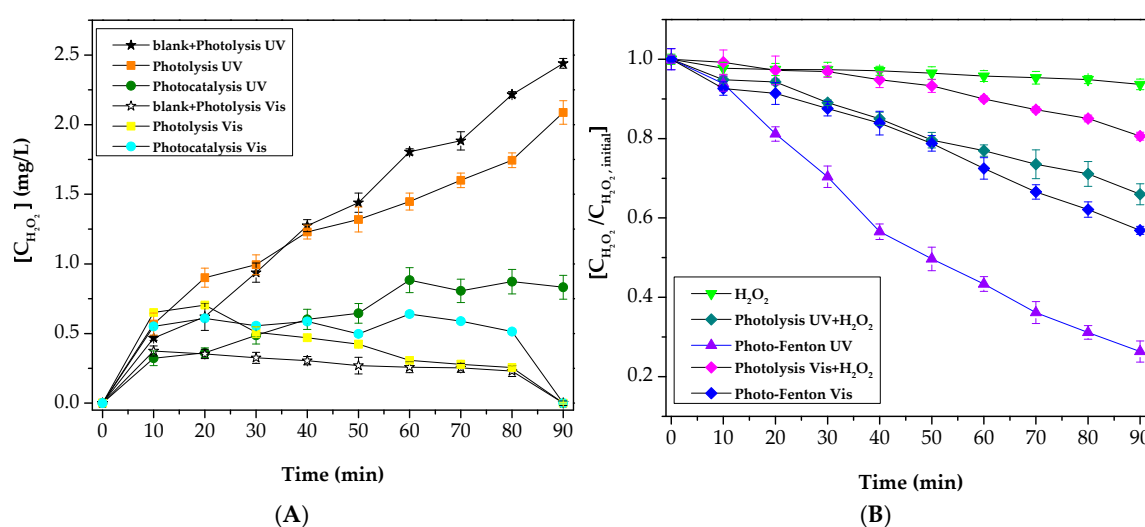 2.5
2.0
1.5
1.0
0.5
0.0
[C_H₂O₂] (mg/L)
blank+Photolysis UV
Photolysis UV
Photocatalysis UV
blank+Photolysis Vis
Photolysis Vis
Photocatalysis Vis
0 10 20 30 40 50 60 70 80 90
Time (min)
(A)
1.0
0.8
0.6
0.4
0.2
[C_H₂O₂/C_H₂O₂, initial]
H₂O₂
Photolysis UV+H₂O₂
Photo-Fenton UV
Photolysis Vis+H₂O₂
Photo-Fenton Vis
0 10 20 30 40 50 60 70 80 90
Time (min)
(B)